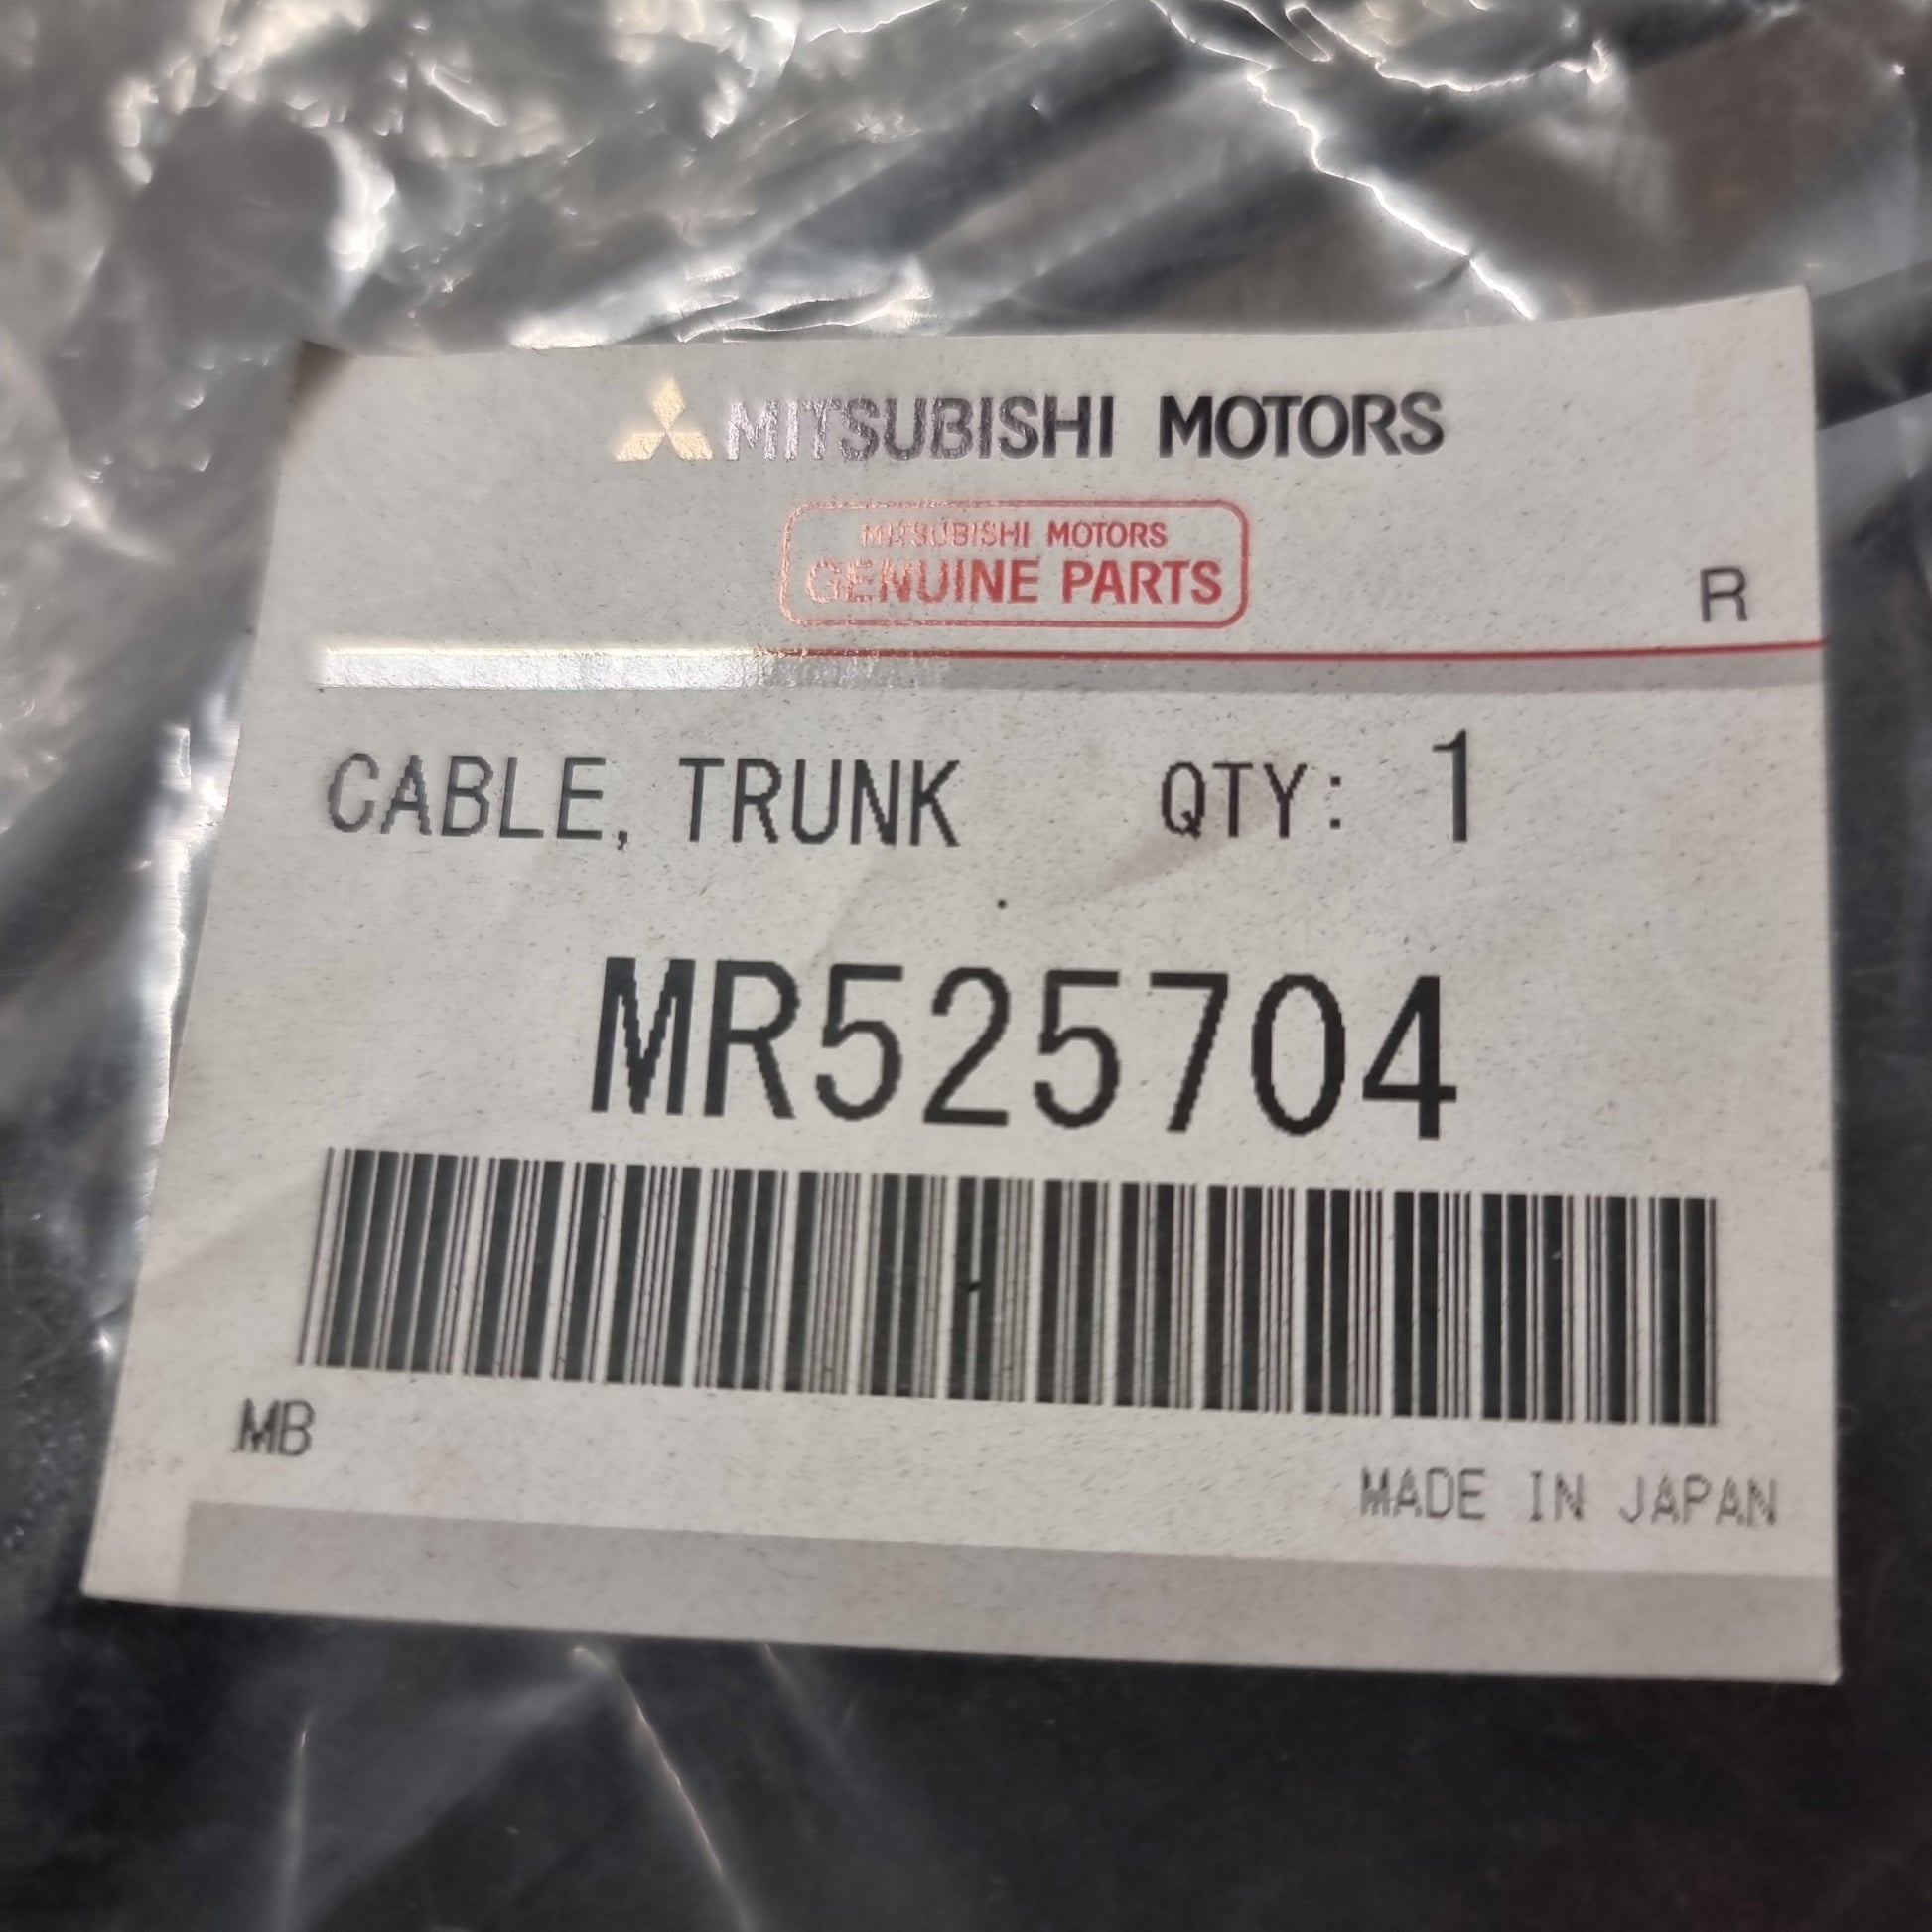 MITSUBISHI MOTORS
MITSUBISHI MOTORS
GENUINE PARTS
R
CABLE, TRUNK QTY: 1
MR525704
MB
MADE IN JAPAN